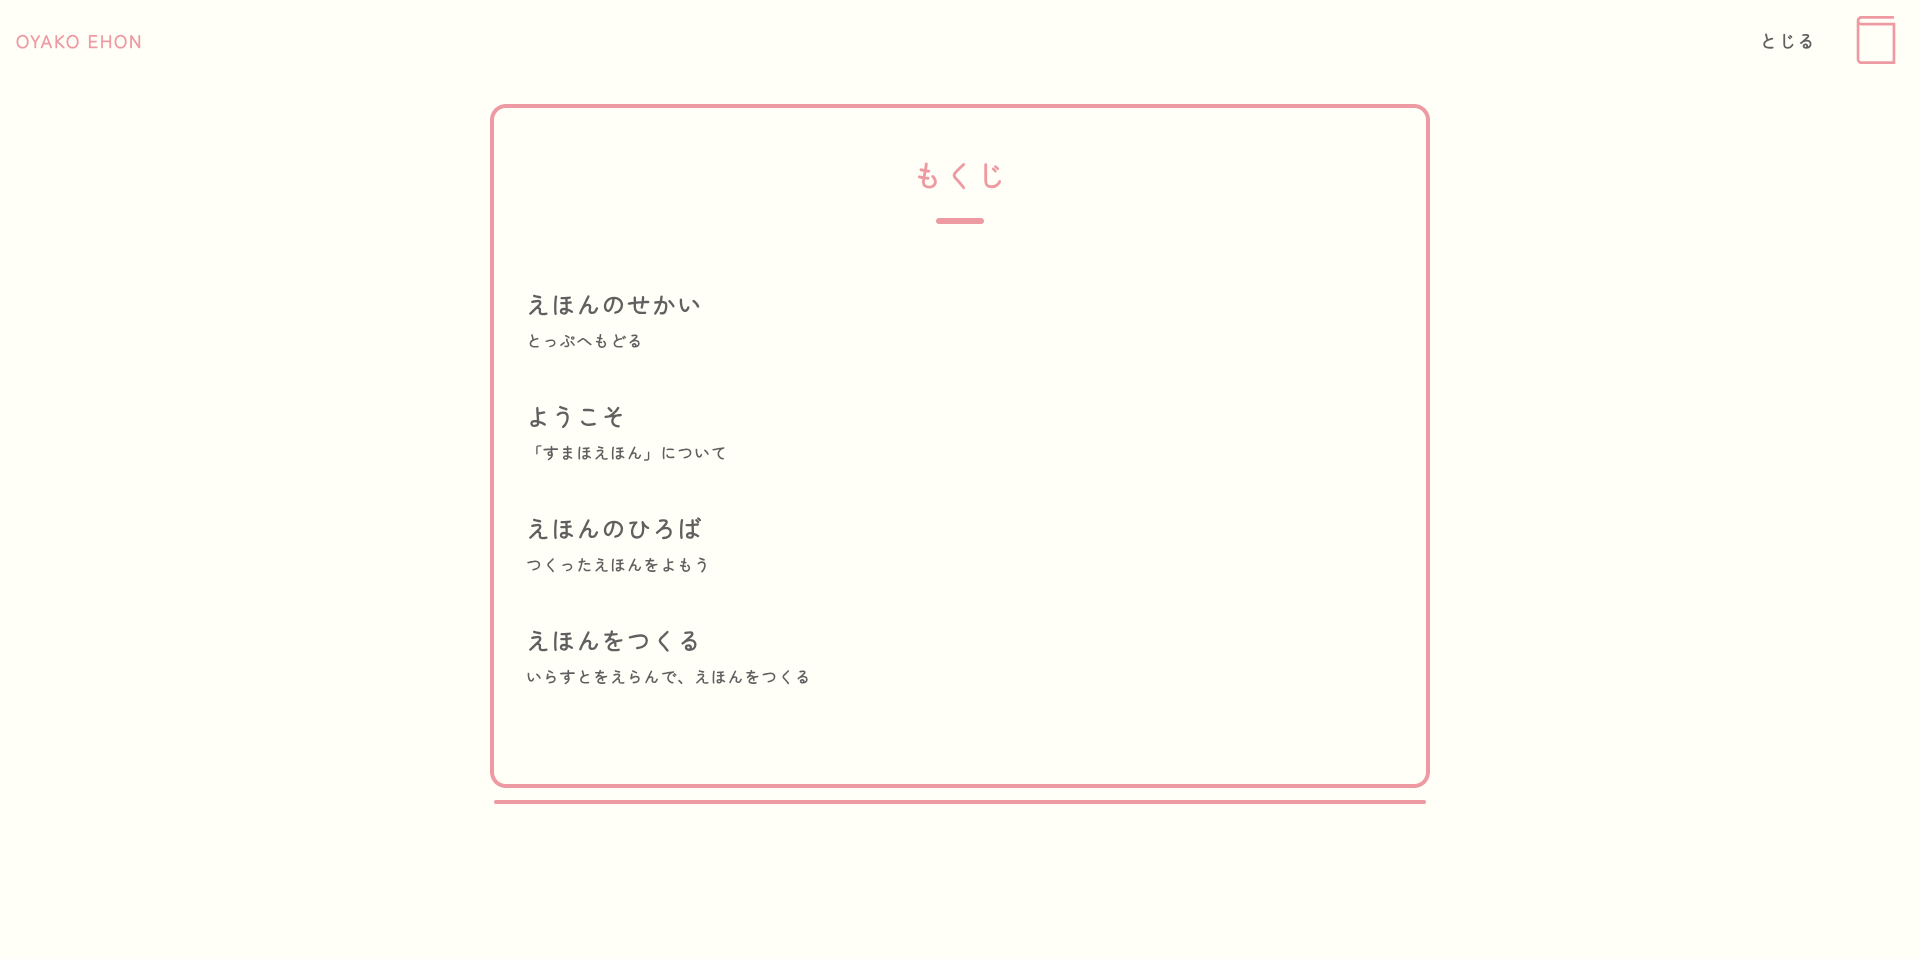 OYAKO EHON
とじる
もくじ
えほんのせかい
とっぷへもどる
ようこそ
「すまほえほん」について
えほんのひろば
つくったえほんをよもう
えほんをつくる
いらすとをえらんで、えほんをつくる